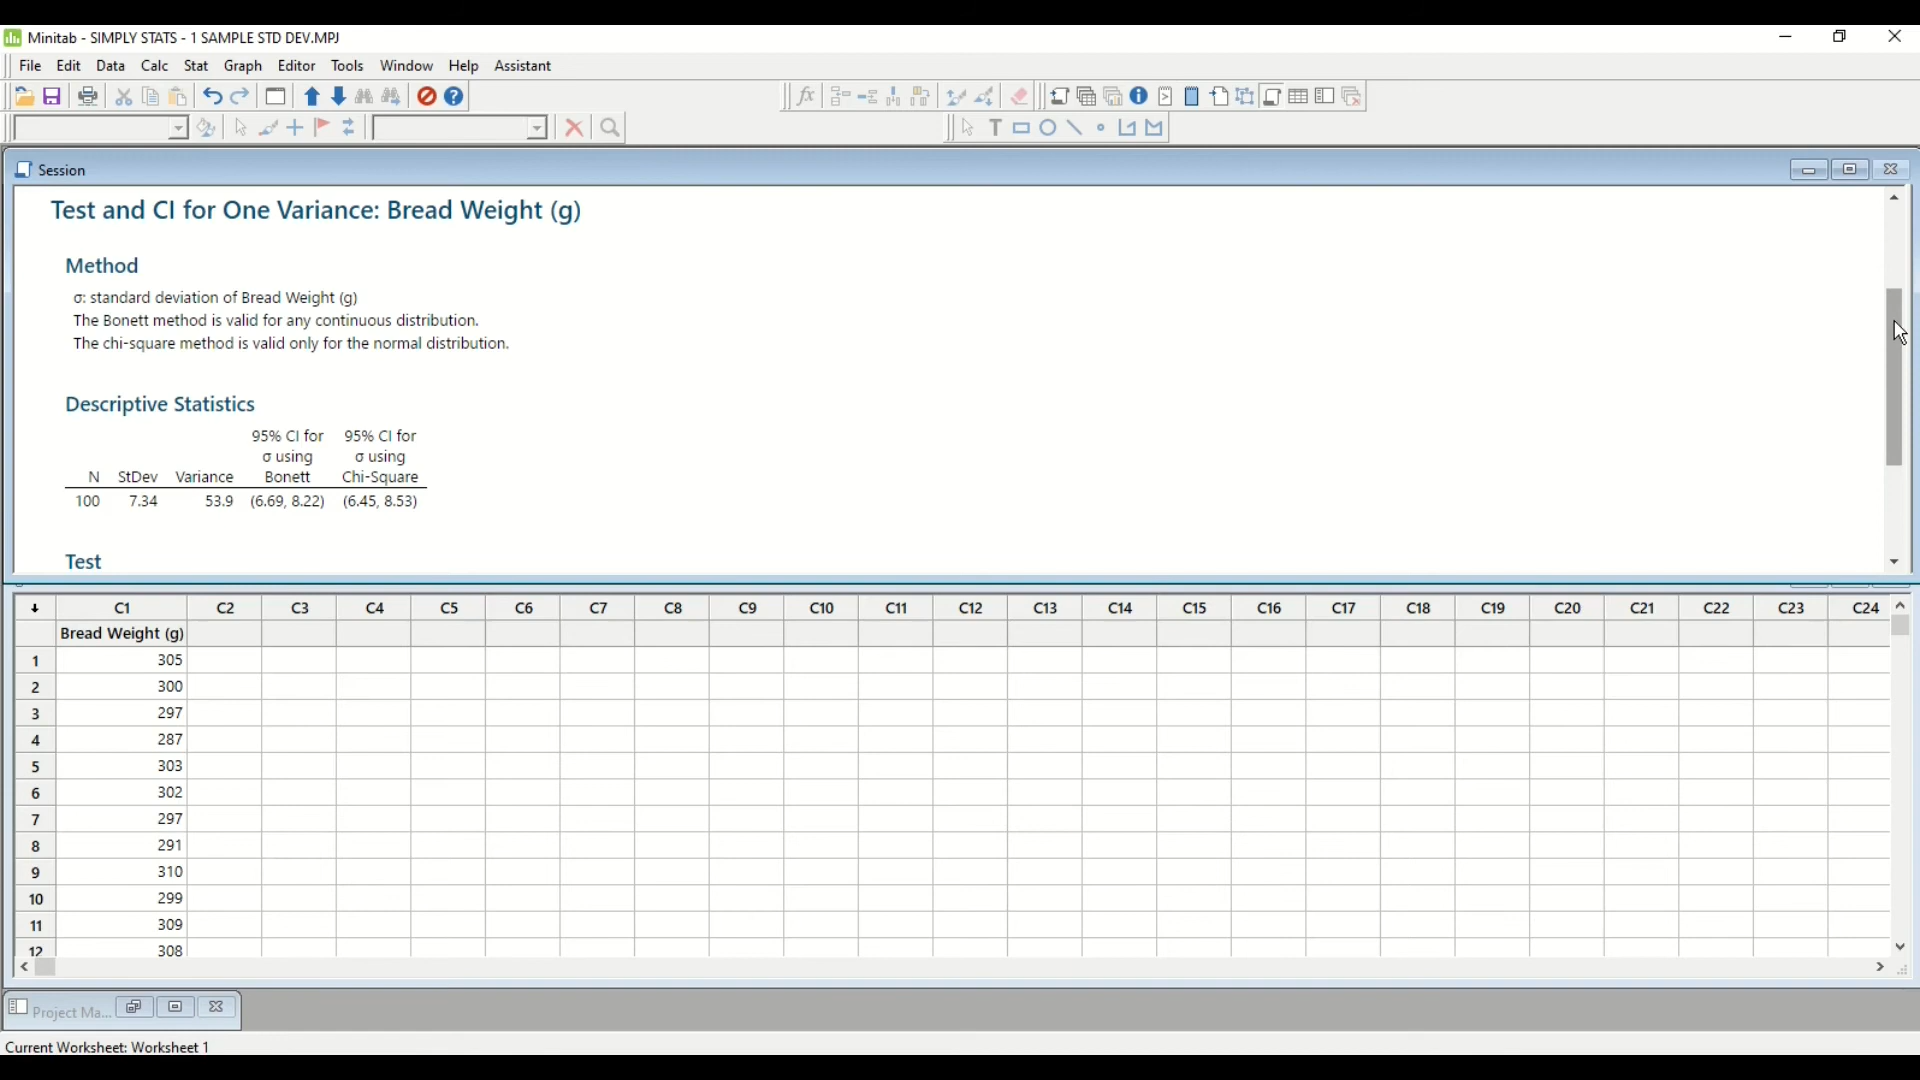 Minitab - SIMPLY STATS - 1 SAMPLE STD DEV.MPJ
File Edit Data Calc Stat Graph Editor Tools Window Help Assistant
Session
Test and CI for One Variance: Bread Weight (g)
Method
σ: standard deviation of Bread Weight (g)
The Bonett method is valid for any continuous distribution.
The chi-square method is valid only for the normal distribution.
Descriptive Statistics
95% CI for 95% CI for
σ using σ using
N StDev Variance Bonett Chi-Square
100 7.34 53.9 (6.69, 8.22) (6.45, 8.53)
Test
C1 C2 C3 C4 C5 C6 C7 C8 C9 C10 C11 C12 C13 C14 C15 C16 C17 C18 C19 C20 C21 C22 C23 C24
Bread Weight (g)
1 305
2 300
3 297
4 287
5 303
6 302
7 297
8 291
9 310
10 299
11 309
12 308
Project Ma...
Current Worksheet: Worksheet 1